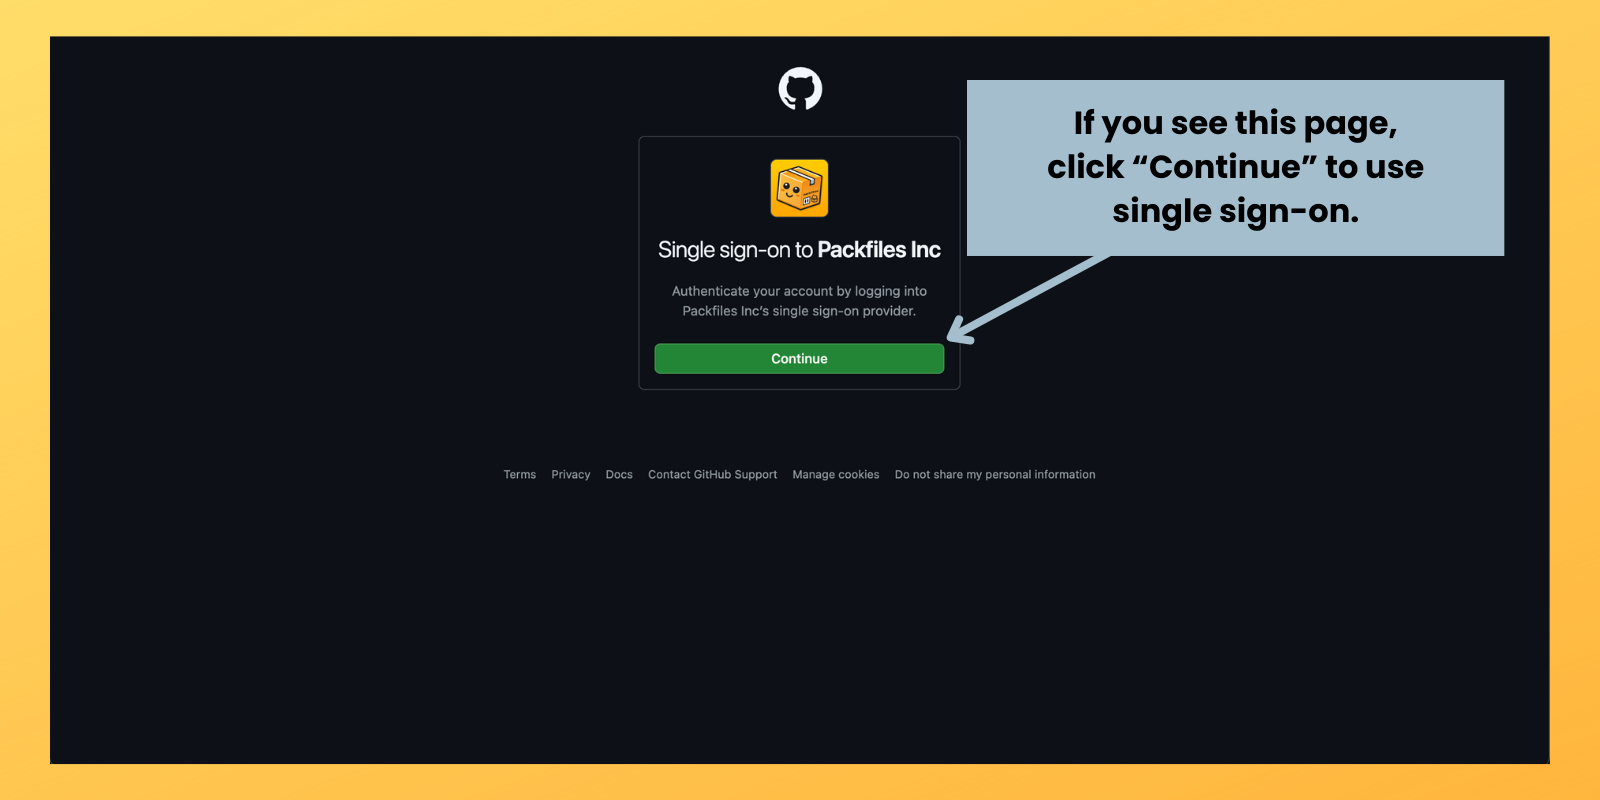 If you see this page,
click “Continue” to use
single sign-on.
Single sign-on to Packfiles Inc
Authenticate your account by logging into
Packfiles Inc’s single sign-on provider.
Continue
Terms Privacy Docs Contact GitHub Support Manage cookies Do not share my personal information